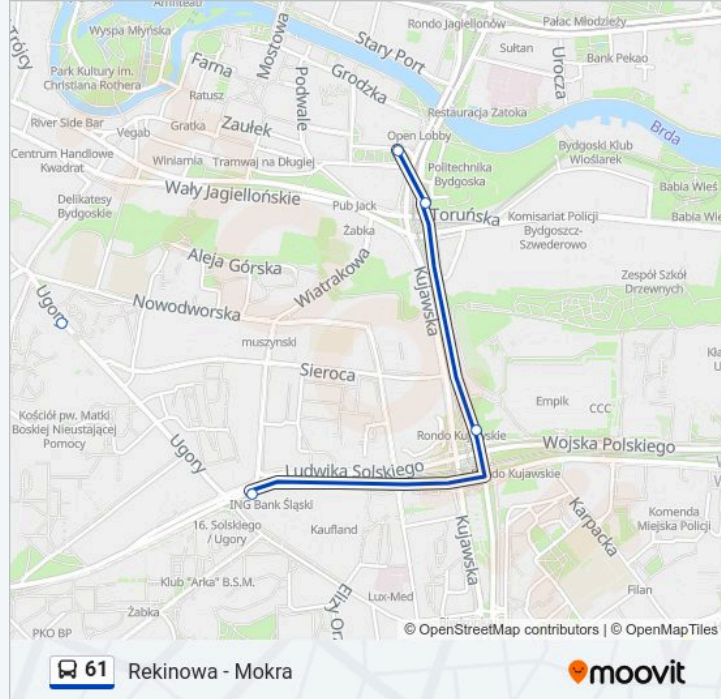 Amfiteatr
Rondo Jagiellonów
Pałac Młodzieży
Trójcy
Wyspa Młyńska
Mostowa
Stary Port
Sułtan
Urocza
Bank Pekao
Park Kultury im.
Christiana Rothera
Farna
Podwale
Grodzka
Ratusz
Restauracja Zatoka
River Side Bar
Vegab
Gratka
Zaułek
Open Lobby
Brda
Centrum Handlowe
Kwadrat
Winiarnia
Tramwaj na Długiej
Politechnika
Bydgoska
Bydgoski Klub
Wioślarek
Babia Wieś
Delikatesy
Bydgoskie
Wały Jagiellońskie
Pub Jack
Toruńska
Komisariat Policji
Bydgoszcz-
Szwederowo
Babia Wie
Żabka
Aleja Górska
Wiatrakowa
Kujawska
Zespół Szkół
Drzewnych
Ugory
Nowodworska
muszynski
Sieroca
Empik
CCC
Kościół pw. Matki
Boskiej Nieustającej
Pomocy
Ugory
Rondo Kujawskie
Wojska Polskiego
Ludwika Solskiego
do Kujawskie
ING Bank Śląski
16. Solskiego
/ Ugory
Kaufland
Kujawska
Karpacka
Komenda
Miejska Policji
Klub "Arka" B.S.M.
Elizy Or
Lux-Med
Filan
Żabka
PKO BP
© OpenStreetMap contributors | © OpenMapTiles
61 Rekinowa - Mokra
moovit